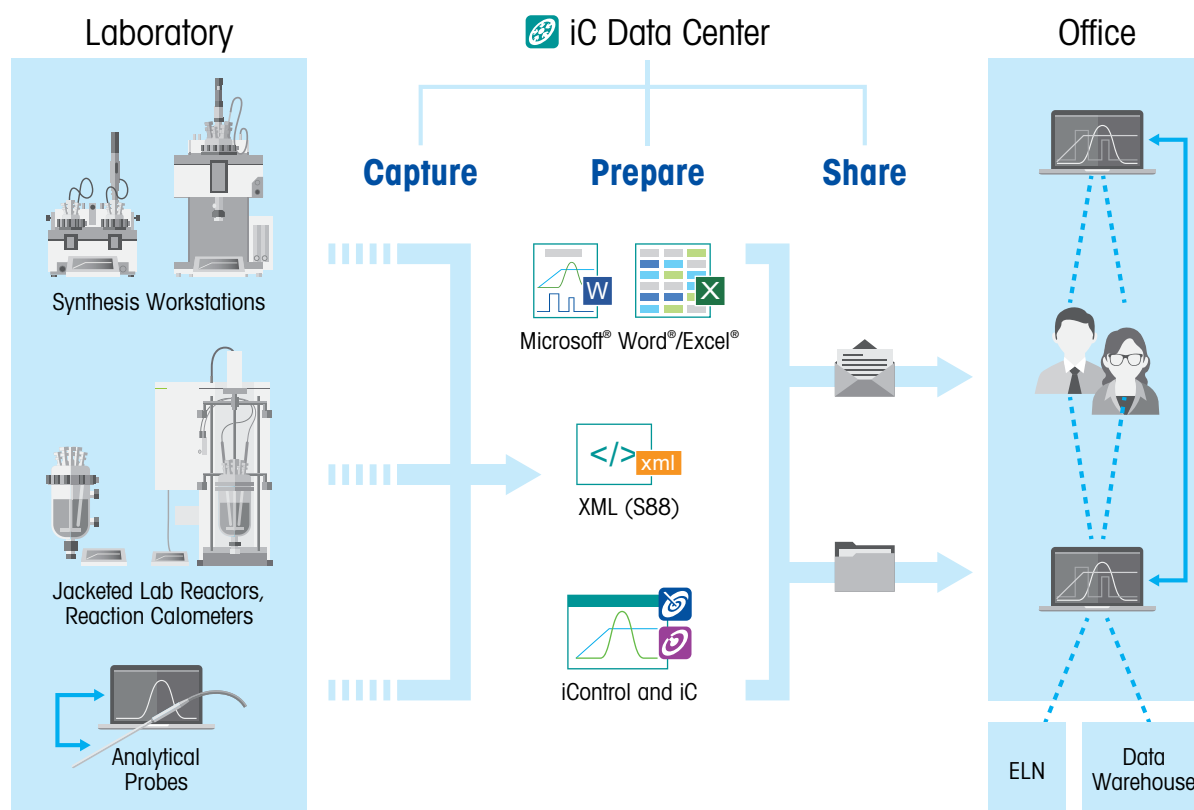 Laboratory
iC Data Center
Office
Capture
Prepare
Share
Synthesis Workstations
W
X
Microsoft® Word®/Excel®
</>
xml
XML (S88)
Jacketed Lab Reactors,
Reaction Calometers
iControl and iC
Analytical
Probes
ELN
Data
Warehouse